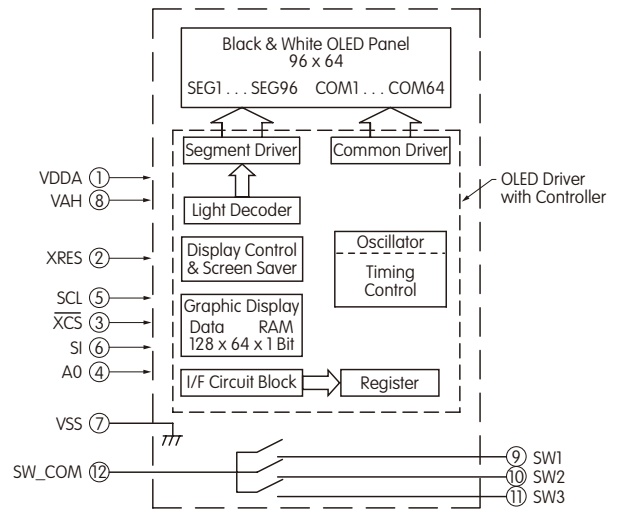 Black & White OLED Panel
96 x 64
SEG1 . . . SEG96 COM1 . . . COM64
Segment Driver
Common Driver
VDDA 1
VAH 8
OLED Driver
with Controller
Light Decoder
XRES 2
Display Control
& Screen Saver
Oscillator
Timing
Control
SCL 5
XCS 3
SI 6
A0 4
Graphic Display
Data RAM
128 x 64 x 1 Bit
I/F Circuit Block
Register
VSS 7
SW_COM 12
9 SW1
10 SW2
11 SW3